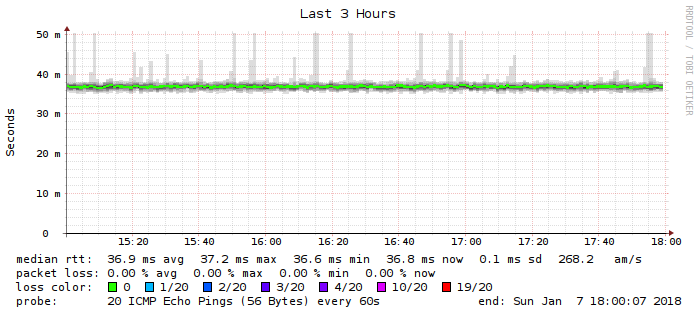 Last 3 Hours
RRDTOOL / TOBI OETIKER
Seconds
50 m
40 m
30 m
20 m
10 m
0
15:20 15:40 16:00 16:20 16:40 17:00 17:20 17:40 18:00
median rtt: 36.9 ms avg 37.2 ms max 36.6 ms min 36.8 ms now 0.1 ms sd 268.2 am/s
packet loss: 0.00 % avg 0.00 % max 0.00 % min 0.00 % now
loss color: 0 1/20 2/20 3/20 4/20 10/20 19/20
probe: 20 ICMP Echo Pings (56 Bytes) every 60s end: Sun Jan 7 18:00:07 2018